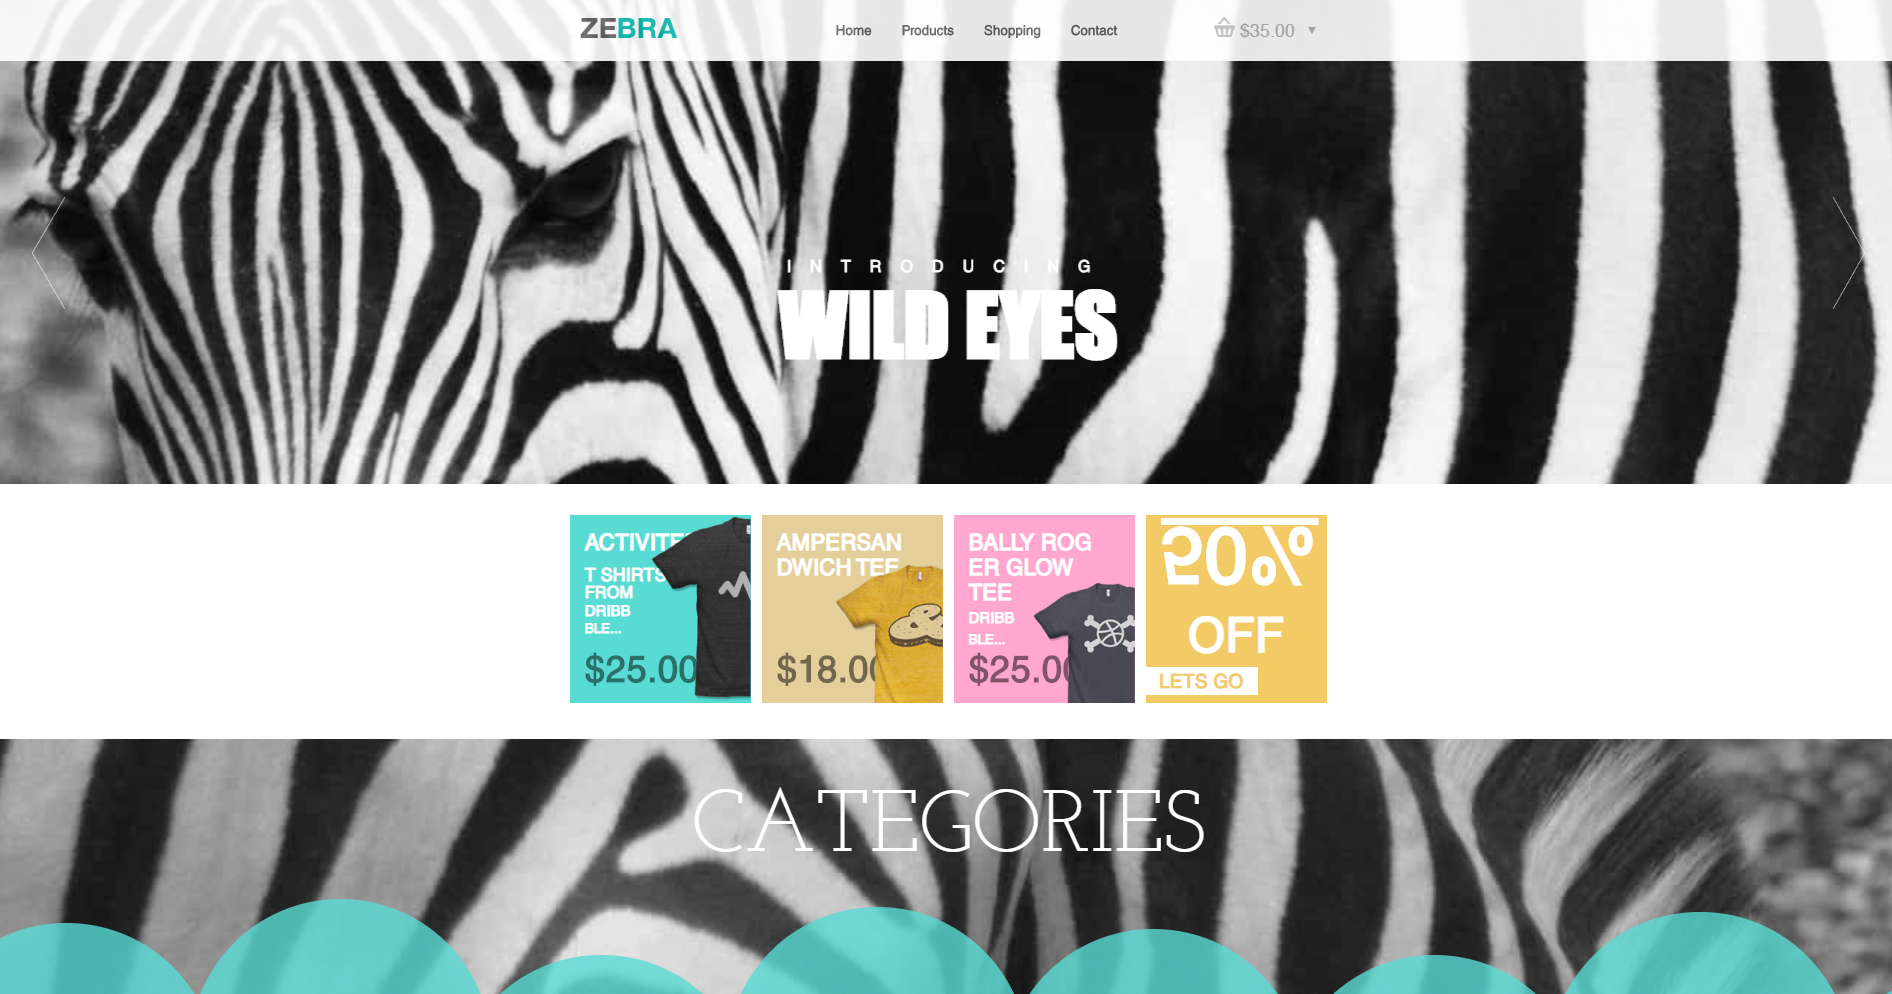 ZEBRA
Home Products Shopping Contact
$35.00
INTRODUCING
WILD EYES
ACTIVITE
T SHIRTS
FROM
DRIBB
BLE...
$25.00
AMPERSAN
DWICH TEE
$18.00
BALLY ROG
ER GLOW
TEE
DRIBB
BLE...
$25.00
50%
OFF
LETS GO
CATEGORIES